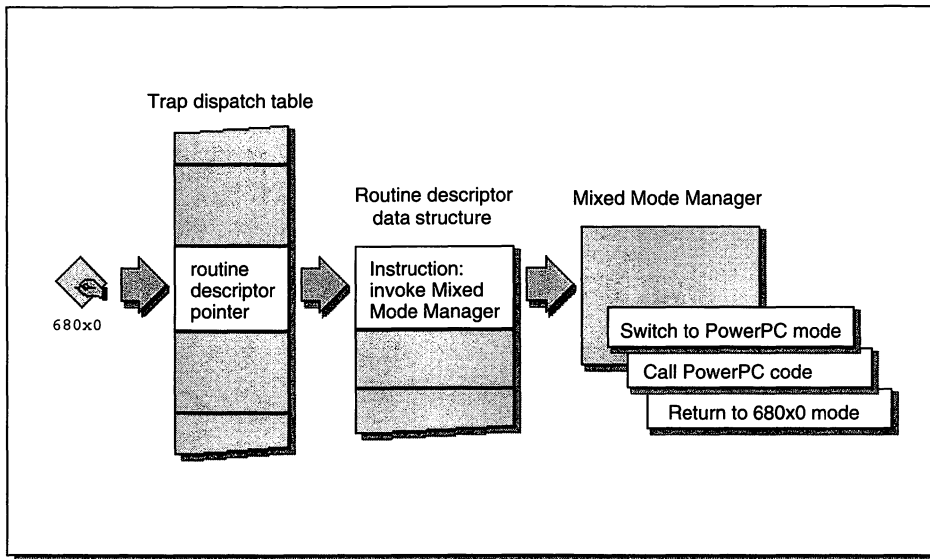 Trap dispatch table
Routine descriptor
data structure
Mixed Mode Manager
680x0
routine
descriptor
pointer
Instruction:
invoke Mixed
Mode Manager
Switch to PowerPC mode
Call PowerPC code
Return to 680x0 mode